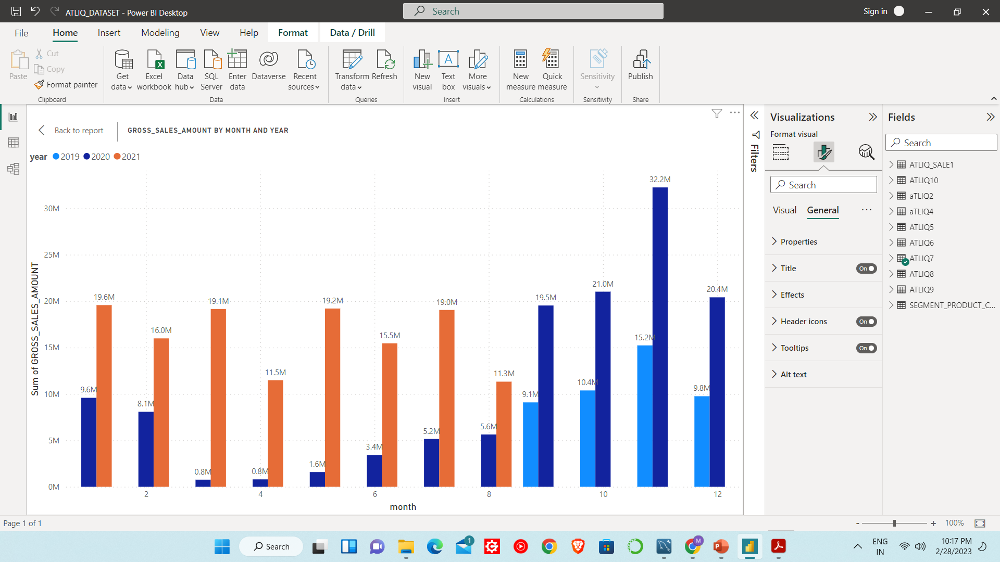 ATLIQ_DATASET - Power BI Desktop
Search
Sign in
File Home Insert Modeling View Help Format Data / Drill
Paste
Cut
Copy
Format painter
Clipboard
Get data
Excel workbook
Data hub
SQL Server
Enter data
Dataverse
Recent sources
Data
Transform data
Refresh
Queries
New visual
Text box
More visuals
Insert
New measure
Quick measure
Calculations
Sensitivity
Sensitivity
Publish
Share
Back to report
GROSS_SALES_AMOUNT BY MONTH AND YEAR
year 2019 2020 2021
Sum of GROSS_SALES_AMOUNT
30M
25M
20M
15M
10M
5M
0M
9.6M
19.6M
8.1M
16.0M
0.8M
19.1M
0.8M
11.5M
1.6M
19.2M
3.4M
15.5M
5.2M
19.0M
5.6M
11.3M
9.1M
19.5M
10.4M
21.0M
15.2M
32.2M
9.8M
20.4M
2 4 6 8 10 12
month
Filters
Visualizations
Format visual
Search
Visual General
Properties
Title On
Effects
Header icons On
Tooltips On
Alt text
Fields
Search
ATLIQ_SALE1
ATLIQ10
aTLIQ2
aTLIQ4
ATLIQ5
ATLIQ6
ATLIQ7
ATLIQ8
ATLIQ9
SEGMENT_PRODUCT_C...
Page 1 of 1
- + 100%
Search
1
M
P
ENG
IN
10:17 PM
2/28/2023